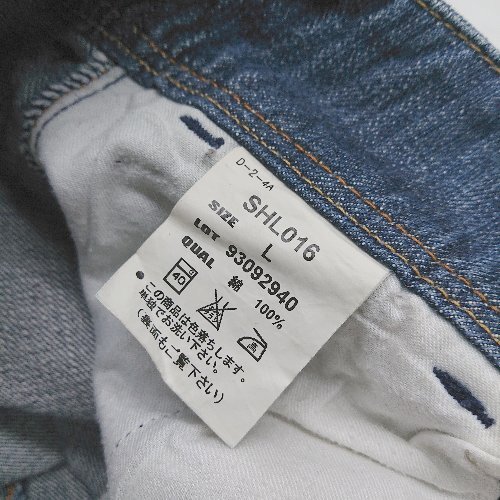 D-2-4A
SHL016
SIZE L
LOT 93092940
QUAL 綿 100%
40
この商品は色落ちします。
単独でお洗い下さい。
(裏面もご覧下さい)